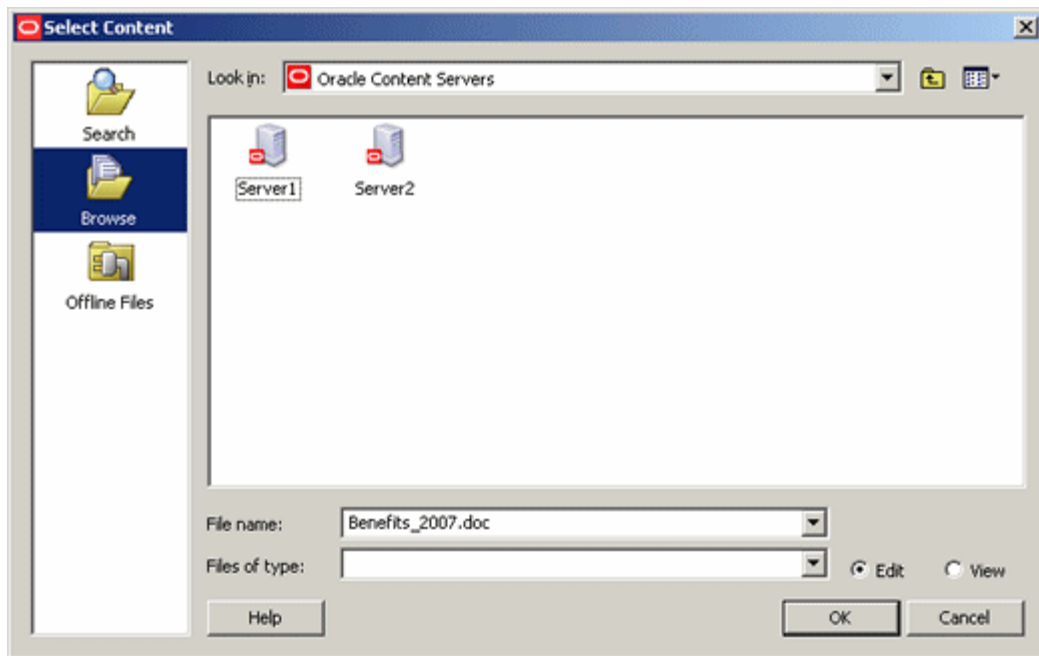 Select Content
Look in: Oracle Content Servers
Search
Browse
Offline Files
Server1 Server2
File name: Benefits_2007.doc
Files of type: Edit View
Help OK Cancel